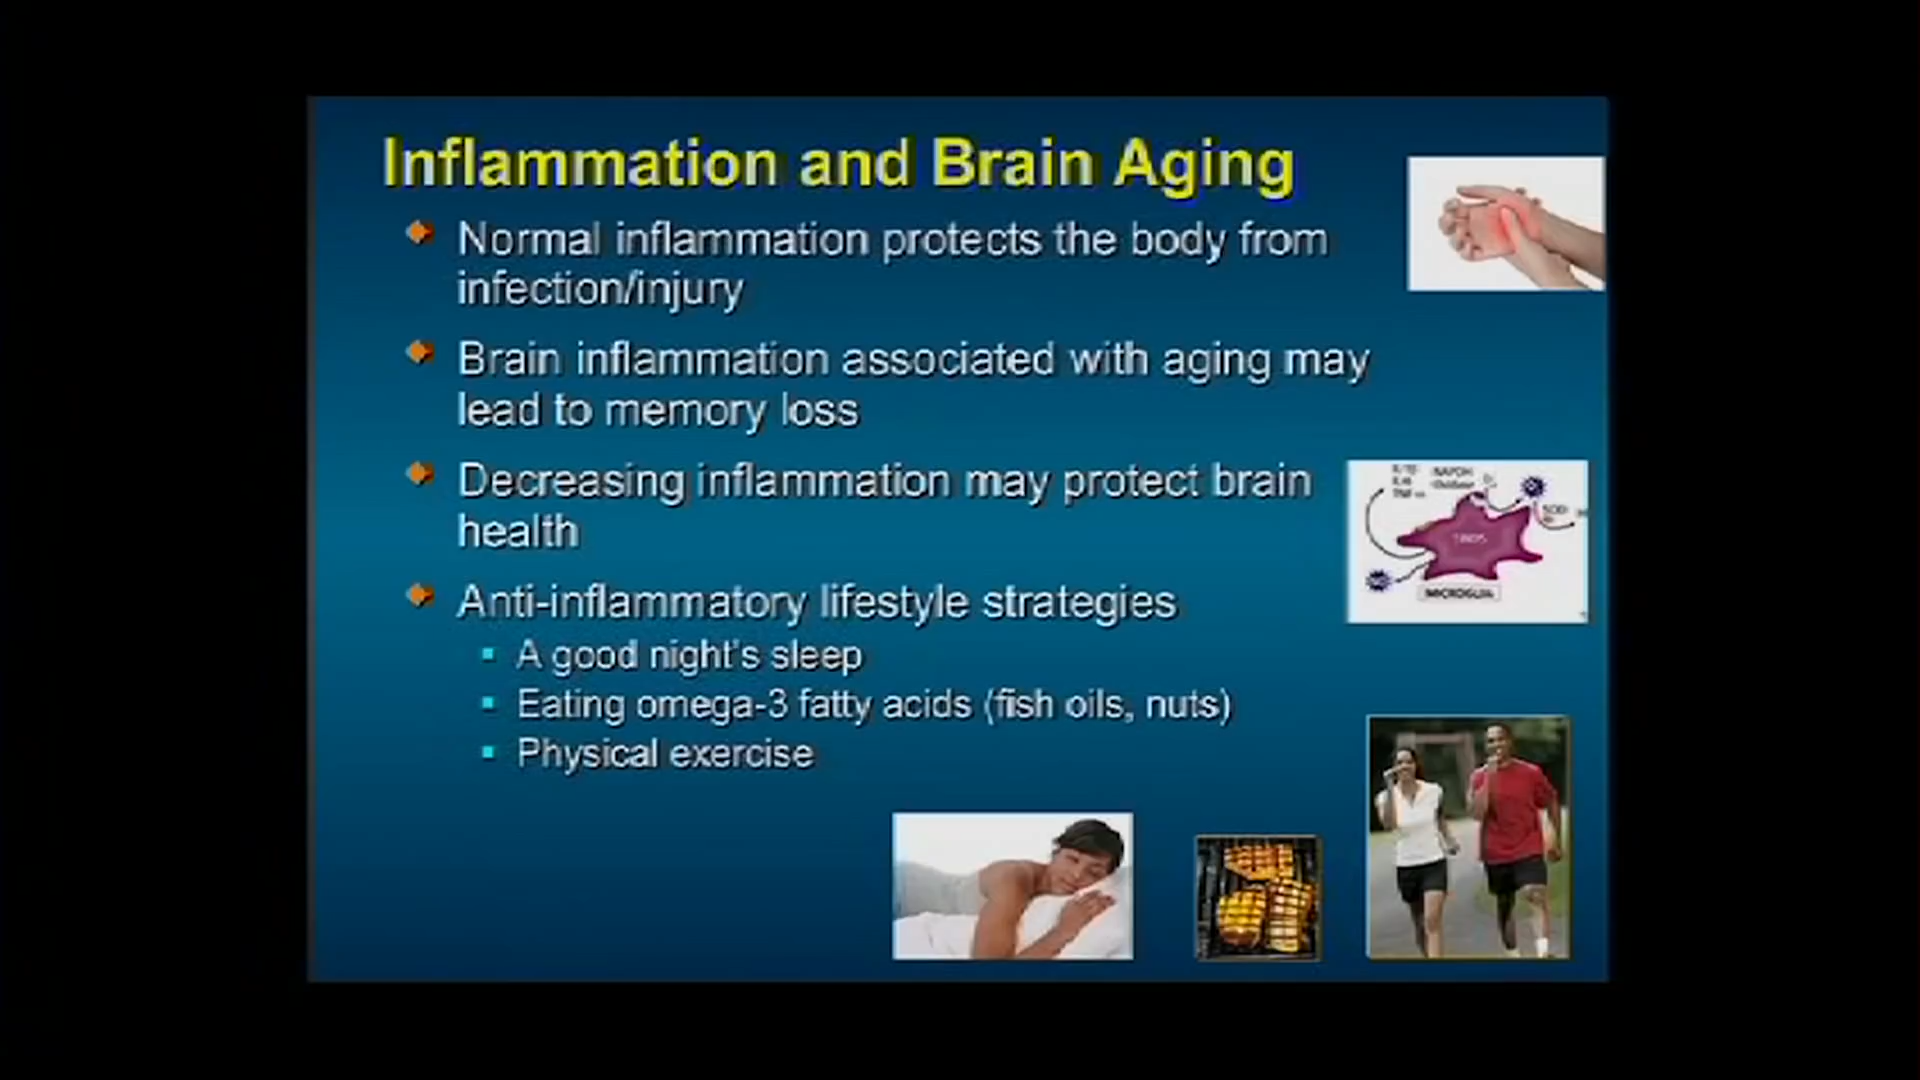 Inflammation and Brain Aging
Normal inflammation protects the body from
infection/injury
Brain inflammation associated with aging may
lead to memory loss
Decreasing inflammation may protect brain
health
NADPH
Oxidase
MICROGLIA
Anti-inflammatory lifestyle strategies
A good night's sleep
Eating omega-3 fatty acids (fish oils, nuts)
Physical exercise